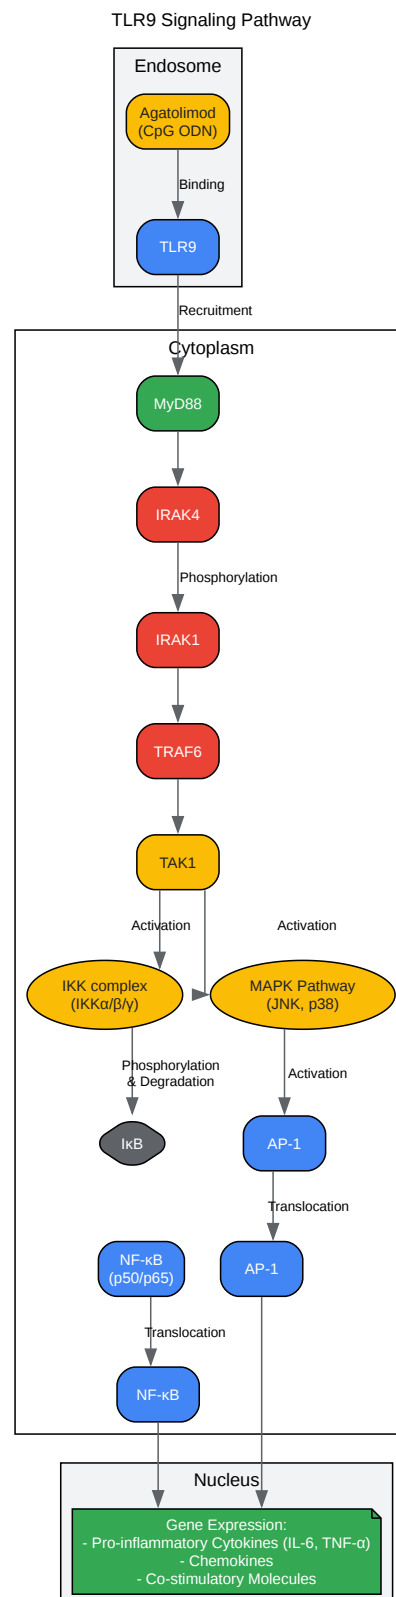 TLR9 Signaling Pathway
Endosome
Agatolimod
(CpG ODN)
Binding
TLR9
Recruitment
Cytoplasm
MyD88
IRAK4
Phosphorylation
IRAK1
TRAF6
TAK1
Activation
Activation
IKK complex
(IKKα/β/γ)
MAPK Pathway
(JNK, p38)
Phosphorylation
& Degradation
Activation
IκB
AP-1
Translocation
NF-κB
(p50/p65)
AP-1
Translocation
NF-κB
Nucleus
Gene Expression:
- Pro-inflammatory Cytokines (IL-6, TNF-α)
- Chemokines
- Co-stimulatory Molecules